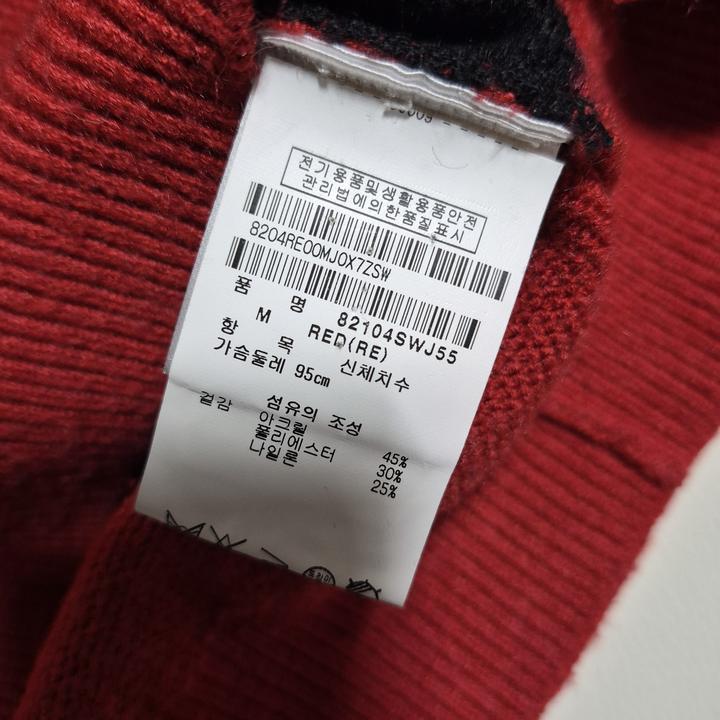 전기용품및생활용품안전
관리법에의한품질표시
8204RE00MJ0X7ZSW
품 명 82104SWJ55
M RED(RE)
항 목 신체치수
가슴둘레 95cm
겉감 섬유의 조성
아크릴 45%
폴리에스터 30%
나일론 25%